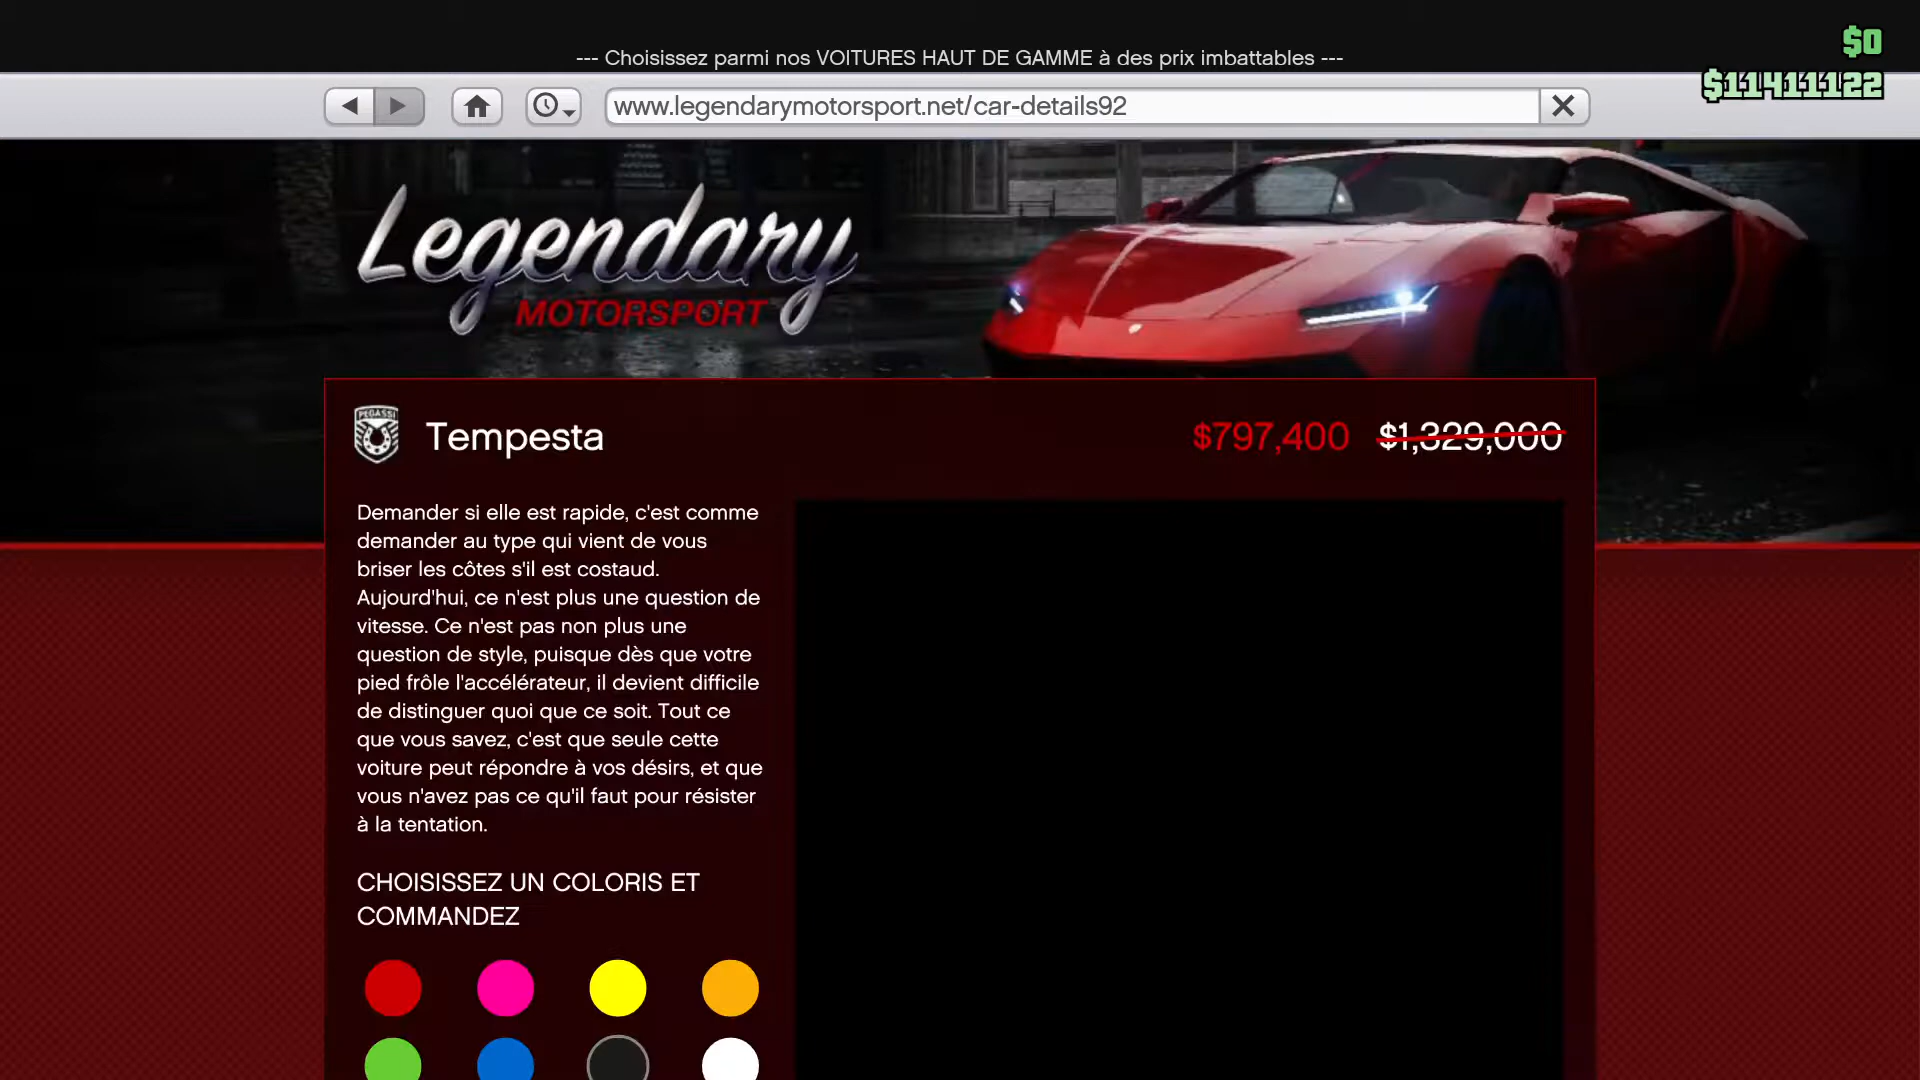 --- Choisissez parmi nos VOITURES HAUT DE GAMME à des prix imbattables ---
$0
$11411122
www.legendarymotorsport.net/car-details92
Legendary
MOTORSPORT
PEGASSI
Tempesta
$797,400 $1,329,000
Demander si elle est rapide, c'est comme
demander au type qui vient de vous
briser les côtes s'il est costaud.
Aujourd'hui, ce n'est plus une question de
vitesse. Ce n'est pas non plus une
question de style, puisque dès que votre
pied frôle l'accélérateur, il devient difficile
de distinguer quoi que ce soit. Tout ce
que vous savez, c'est que seule cette
voiture peut répondre à vos désirs, et que
vous n'avez pas ce qu'il faut pour résister
à la tentation.
CHOISISSEZ UN COLORIS ET
COMMANDEZ